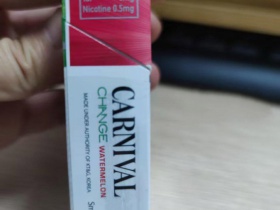 Nicotine 0.5mg
CARNIVAL
CHANGE WATERMELON
MADE UNDER AUTHORITY OF KT&G, KOREA